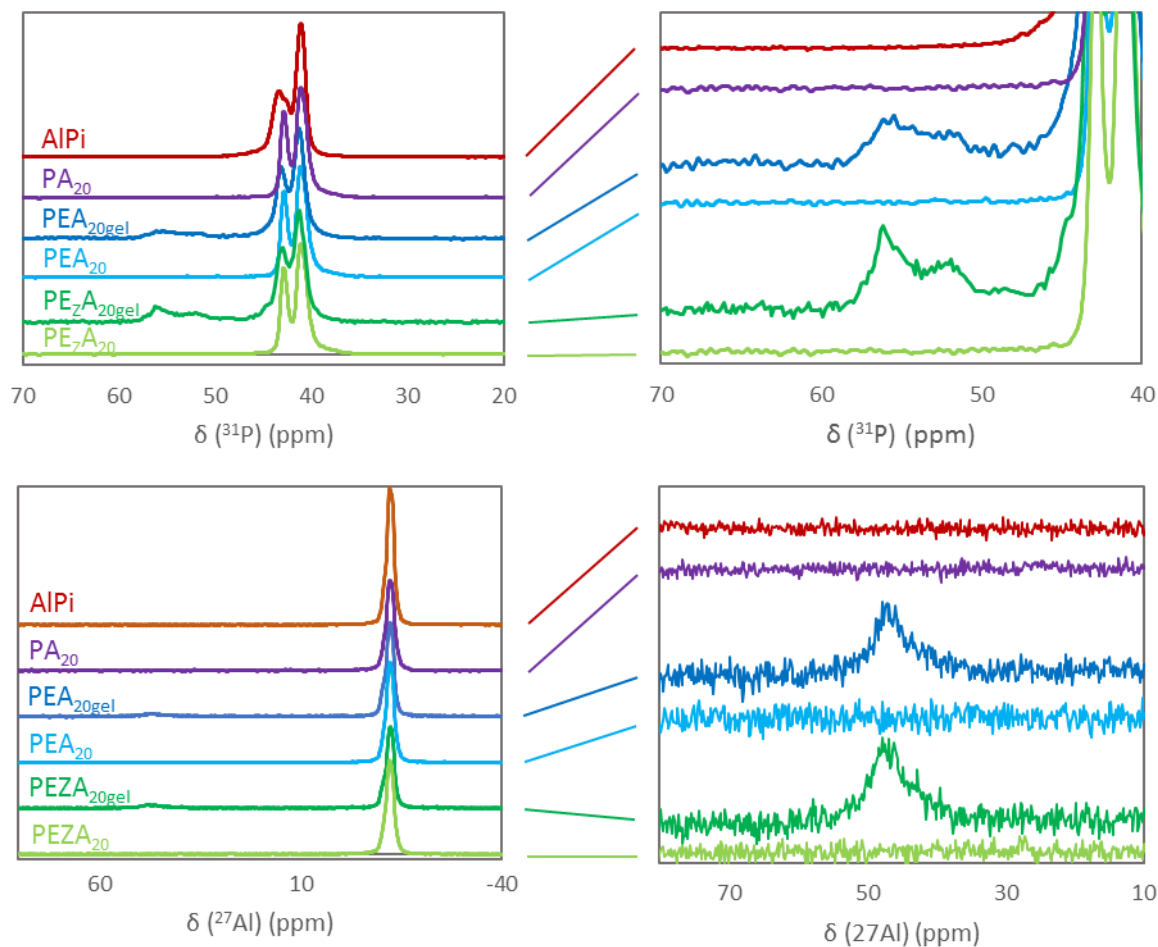 AlPi
PA20
PEA20gel
PEA20
PEZA20gel
PEZA20
70 60 50 40 30 20
δ (31P) (ppm)
70 60 50 40
δ (31P) (ppm)
AlPi
PA20
PEA20gel
PEA20
PEZA20gel
PEZA20
60 10 -40
δ (27Al) (ppm)
70 50 30 10
δ (27Al) (ppm)